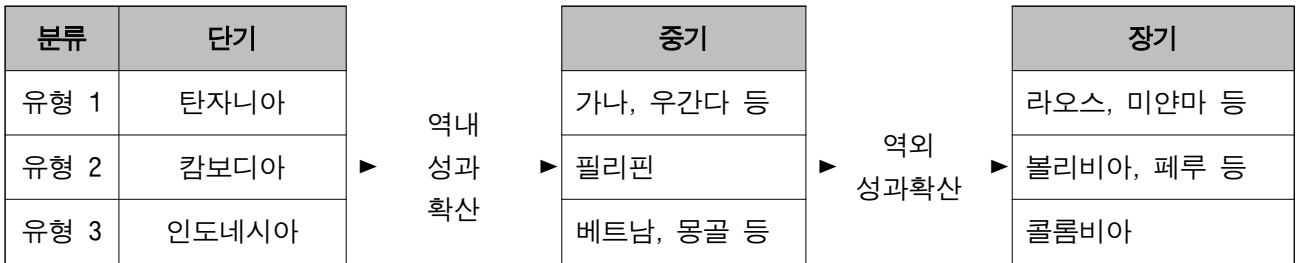 분류 단기 중기 장기
유형 1 탄자니아 가나, 우간다 등 라오스, 미얀마 등
유형 2 캄보디아 ► 역내 성과 확산 ► 필리핀 ► 역외 성과확산 ► 볼리비아, 페루 등
유형 3 인도네시아 베트남, 몽골 등 콜롬비아